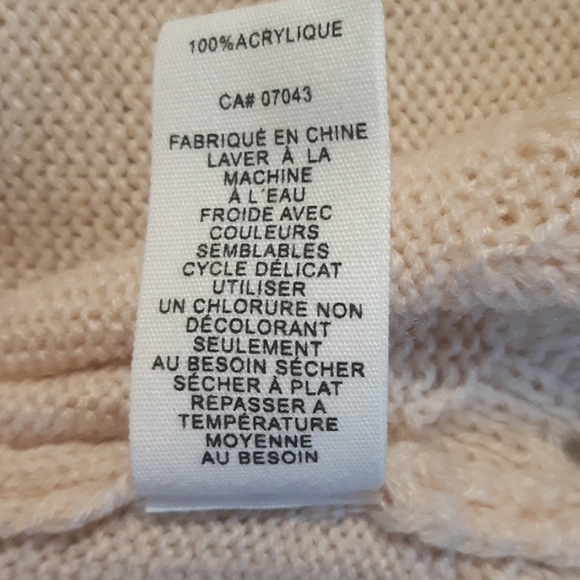 100%ACRYLIQUE
CA# 07043
FABRIQUÉ EN CHINE
LAVER À LA
MACHINE
À L'EAU
FROIDE AVEC
COULEURS
SEMBLABLES
CYCLE DÉLICAT
UTILISER
UN CHLORURE NON
DÉCOLORANT
SEULEMENT
AU BESOIN SÉCHER
SÉCHER À PLAT
REPASSER A
TEMPÉRATURE
MOYENNE
AU BESOIN